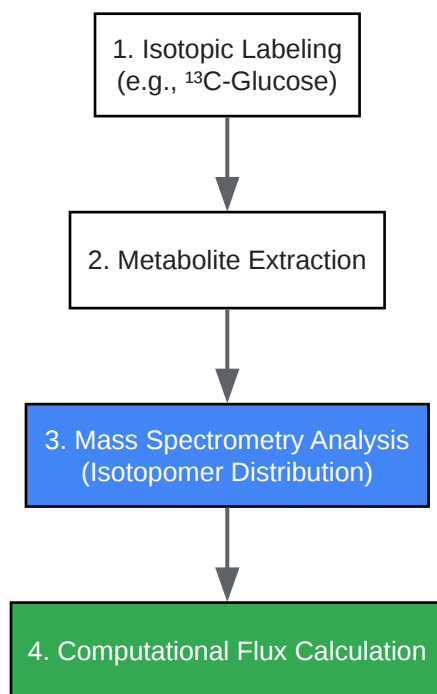 1. Isotopic Labeling
(e.g., ¹³C-Glucose)
2. Metabolite Extraction
3. Mass Spectrometry Analysis
(Isotopomer Distribution)
4. Computational Flux Calculation